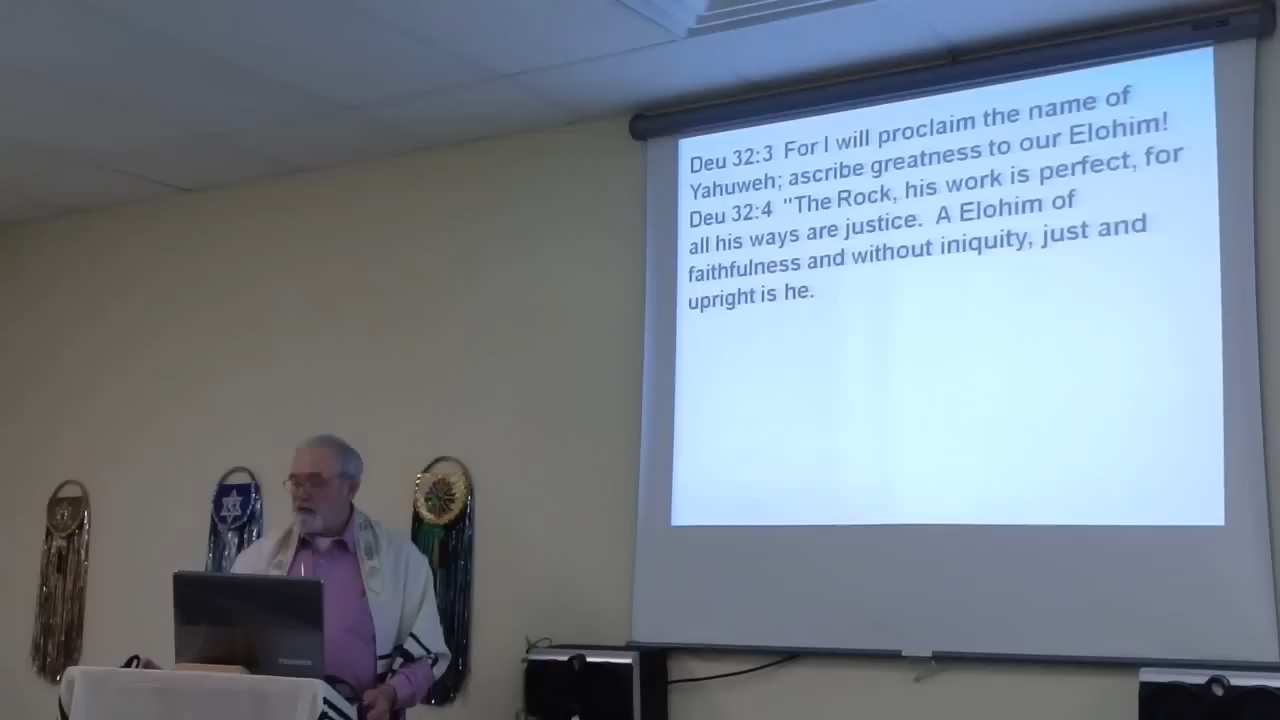 Deu 32:3 For I will proclaim the name of
Yahuweh; ascribe greatness to our Elohim!
Deu 32:4 "The Rock, his work is perfect, for
all his ways are justice. A Elohim of
faithfulness and without iniquity, just and
upright is he.
TOSHIBA